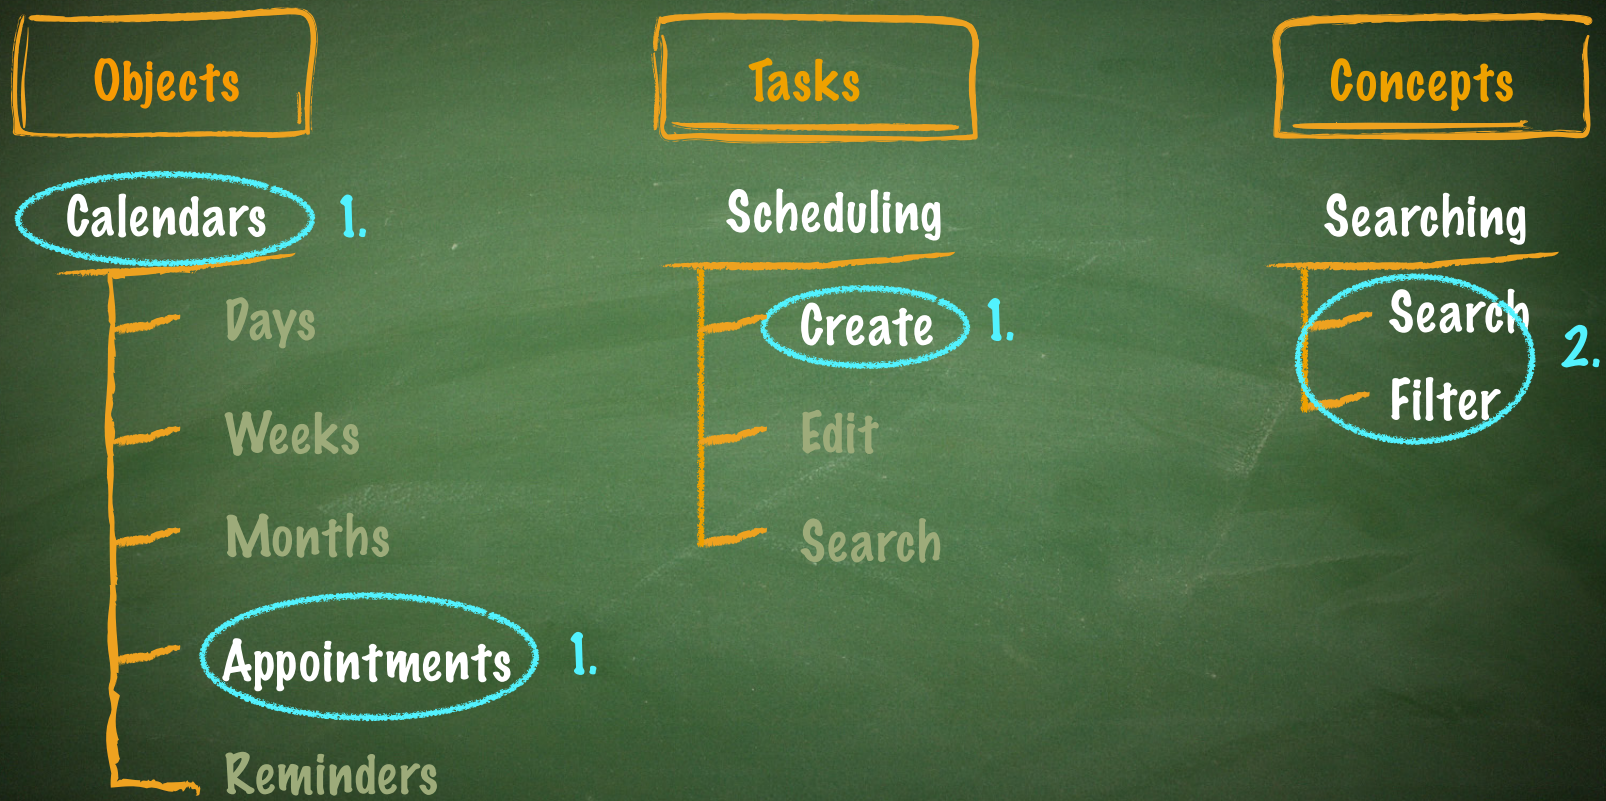 Objects
Tasks
Concepts
Calendars 1.
Days
Weeks
Months
Appointments 1.
Reminders
Scheduling
Create 1.
Edit
Search
Searching
Search
Filter
2.